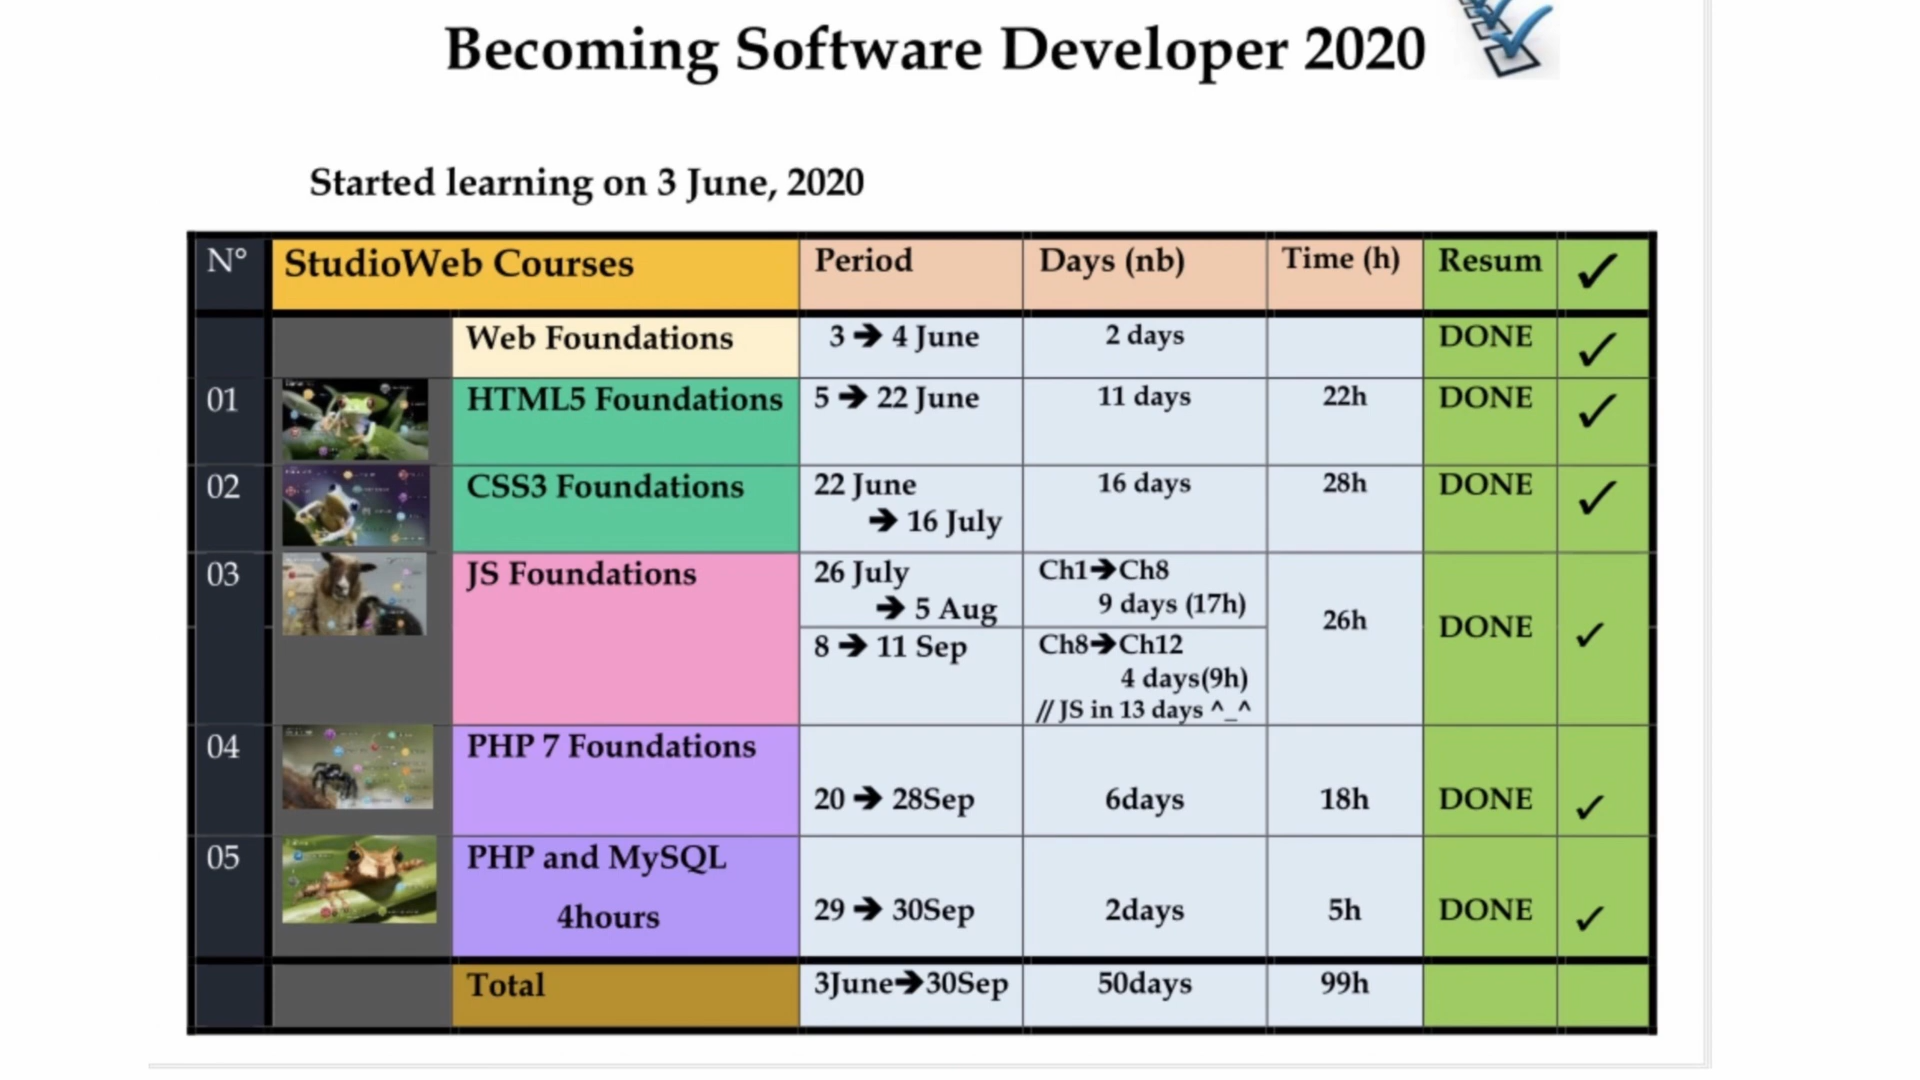 Becoming Software Developer 2020
Started learning on 3 June, 2020
N° StudioWeb Courses Period Days (nb) Time (h) Resum ✓
Web Foundations 3 → 4 June 2 days DONE ✓
01 HTML5 Foundations 5 → 22 June 11 days 22h DONE ✓
02 CSS3 Foundations 22 June → 16 July 16 days 28h DONE ✓
03 JS Foundations 26 July → 5 Aug Ch1→Ch8 9 days (17h) 26h DONE ✓
8 → 11 Sep Ch8→Ch12 4 days(9h)
// JS in 13 days ^_^
04 PHP 7 Foundations 20 → 28Sep 6days 18h DONE ✓
05 PHP and MySQL
4hours 29 → 30Sep 2days 5h DONE ✓
Total 3June→30Sep 50days 99h